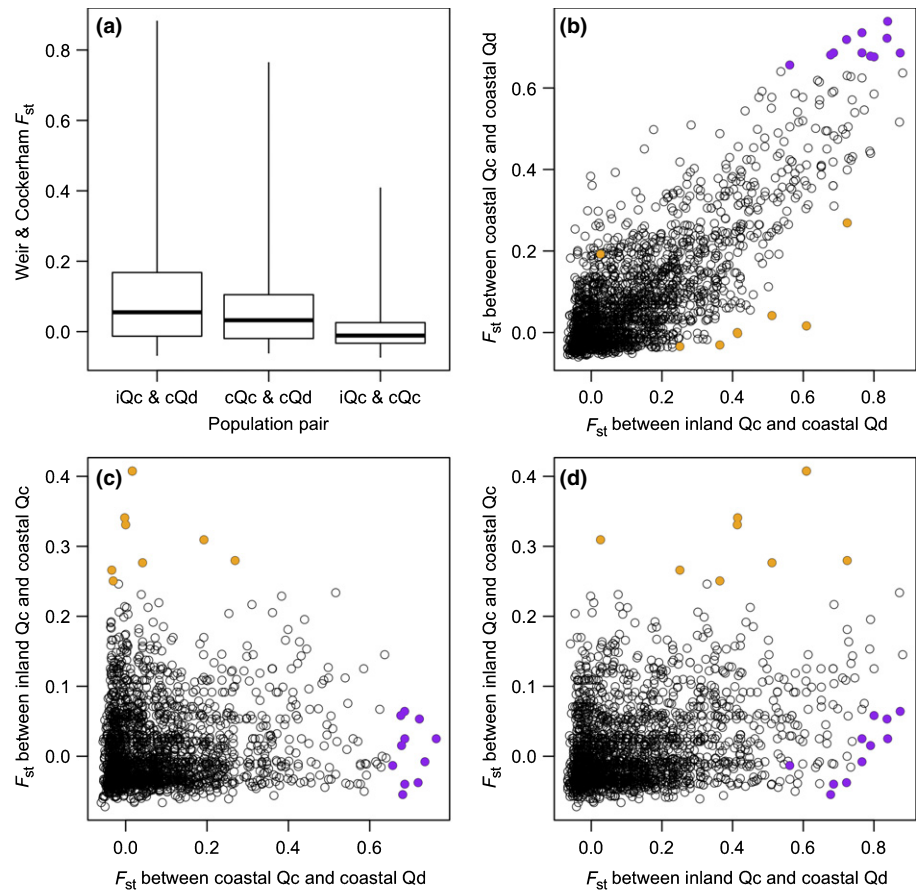 (a)
Weir & Cockerham Fst
0.8
0.6
0.4
0.2
0.0
iQc & cQd
cQc & cQd
iQc & cQc
Population pair
(b)
Fst between coastal Qc and coastal Qd
0.6
0.4
0.2
0.0
0.0
0.2
0.4
0.6
0.8
Fst between inland Qc and coastal Qd
(c)
Fst between inland Qc and coastal Qc
0.4
0.3
0.2
0.1
0.0
0.0
0.2
0.4
0.6
Fst between coastal Qc and coastal Qd
(d)
Fst between inland Qc and coastal Qc
0.4
0.3
0.2
0.1
0.0
0.0
0.2
0.4
0.6
0.8
Fst between inland Qc and coastal Qd